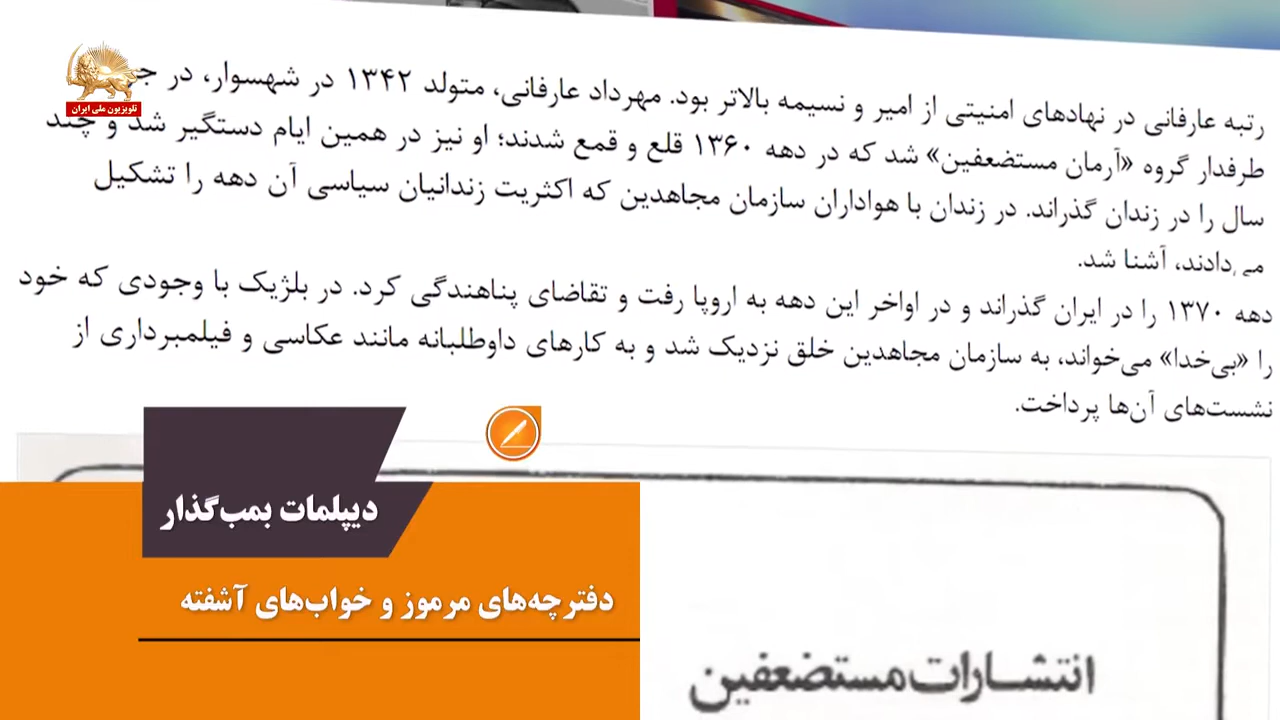 تلویزیون ملی ایران
رتبه عارفانی در نهادهای امنیتی از امیر و نسیمه بالاتر بود. مهرداد عارفانی، متولد ۱۳۴۲ در شهسوار، در
طرفدار گروه «آرمان مستضعفین» شد که در دهه ۱۳۶۰ قلع و قمع شدند؛ او نیز در همین ایام دستگیر شد و چند
سال را در زندان گذراند. در زندان با هواداران سازمان مجاهدین که اکثریت زندانیان سیاسی آن دهه را تشکیل
می‌دادند، آشنا شد.
دهه ۱۳۷۰ را در ایران گذراند و در اواخر این دهه به اروپا رفت و تقاضای پناهندگی کرد. در بلژیک با وجودی که خود
را «بی‌خدا» می‌خواند، به سازمان مجاهدین خلق نزدیک شد و به کارهای داوطلبانه مانند عکاسی و فیلمبرداری از
نشست‌های آن‌ها پرداخت.
دیپلمات بمب‌گذار
دفترچه‌های مرموز و خواب‌های آشفته
انتشارات مستضعفین